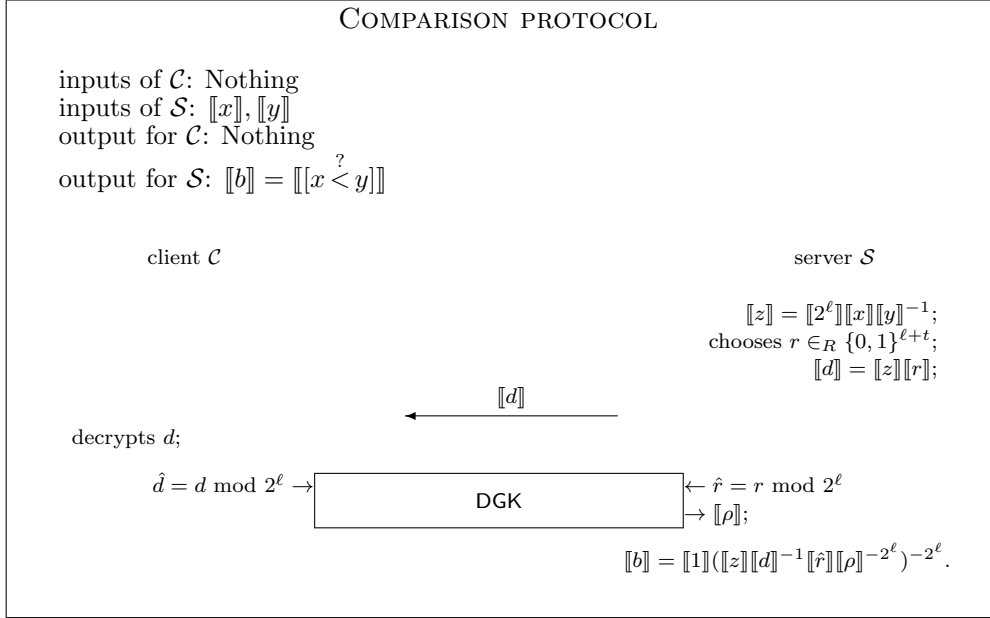 COMPARISON PROTOCOL
inputs of 𝒞: Nothing
inputs of 𝒮: ⟦x⟧, ⟦y⟧
output for 𝒞: Nothing
output for 𝒮: ⟦b⟧ = ⟦[x <? y]⟧
client 𝒞 server 𝒮
⟦z⟧ = ⟦2^ℓ⟧⟦x⟧⟦y⟧^{-1};
chooses r ∈_R {0, 1}^{ℓ+t};
⟦d⟧ = ⟦z⟧⟦r⟧;
⟦d⟧
decrypts d;
d̂ = d mod 2^ℓ → DGK ← r̂ = r mod 2^ℓ
→ ⟦ρ⟧;
⟦b⟧ = ⟦1⟧(⟦z⟧⟦d⟧^{-1}⟦r̂⟧⟦ρ⟧^{-2^ℓ})^{-2^ℓ}.